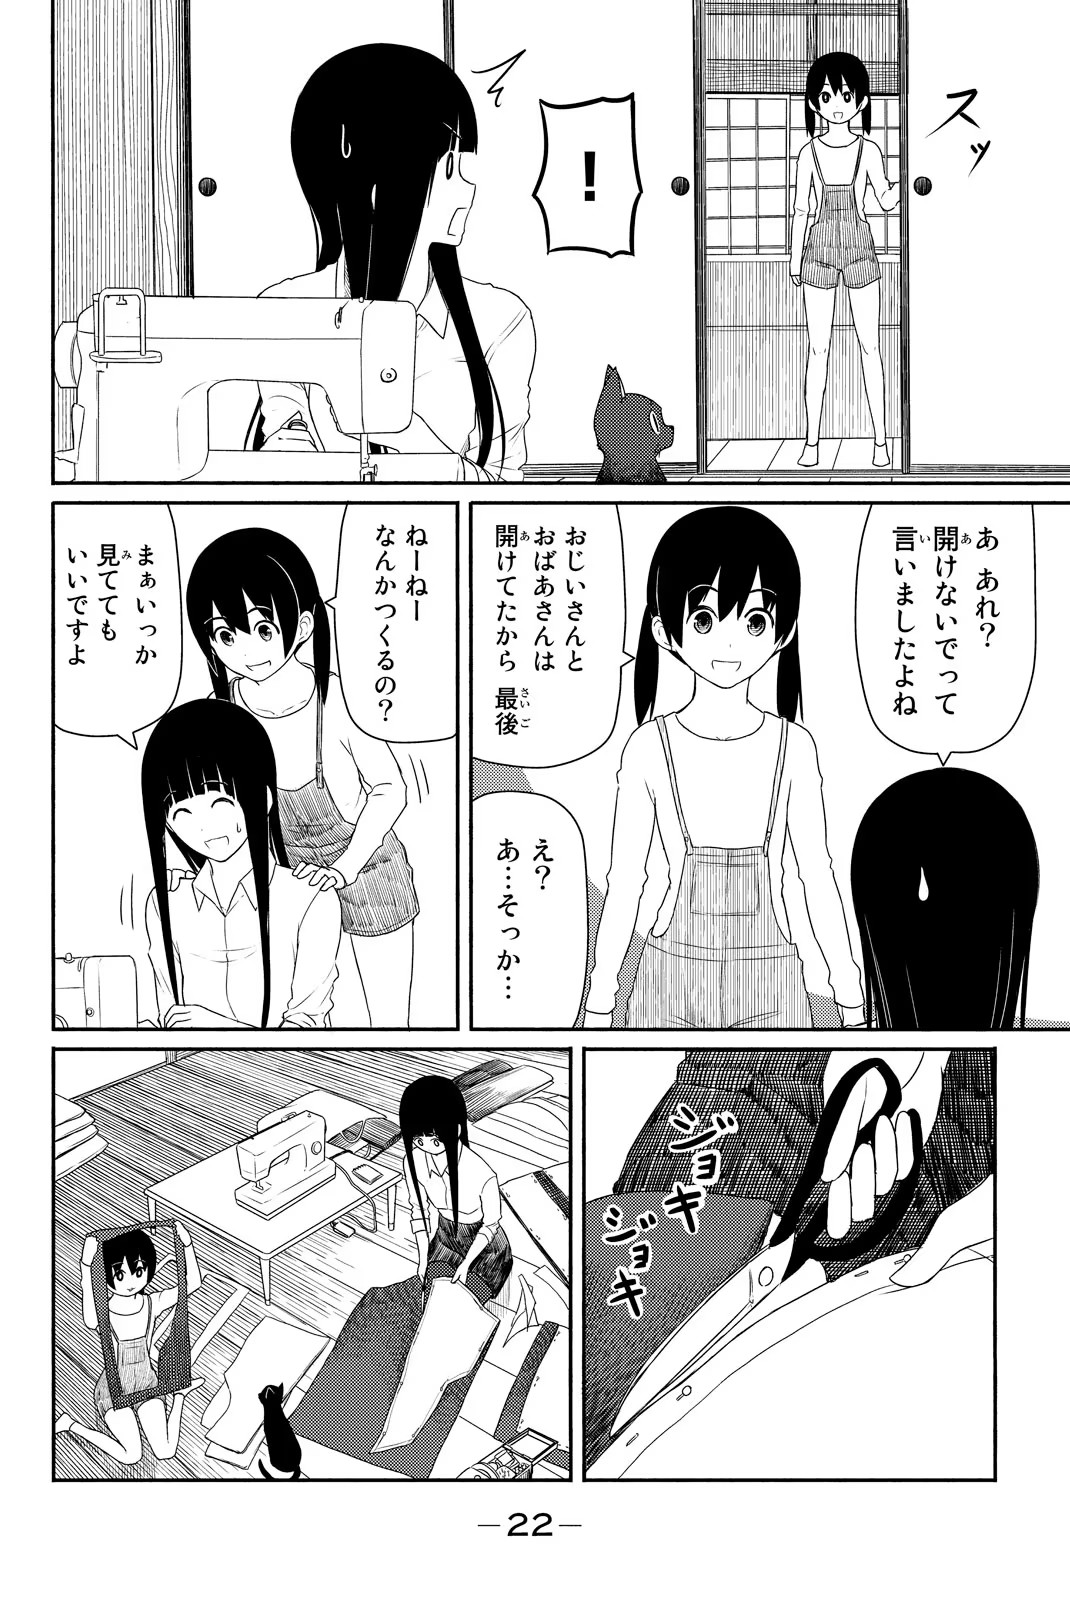 スッ
！
あ あれ？
開けないでって
言いましたよね
おじいさんと
おばあさんは
開けてたから 最後
え？
あ…そっか…
ねーねー
なんかつくるの？
まぁいっか
見てても
いいですよ
ジョキ
ジョキ
－22－